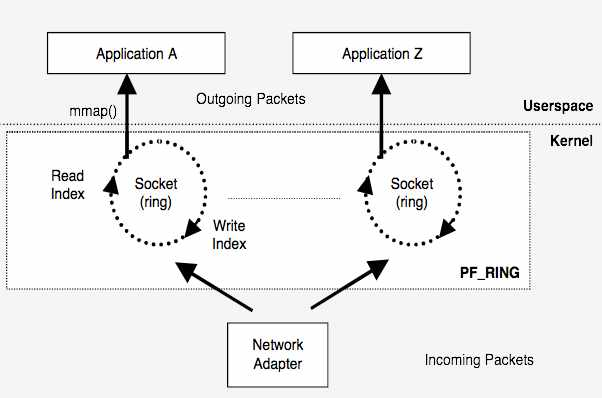 Application A
Application Z
mmap()
Outgoing Packets
Userspace
Kernel
Read
Index
Socket
(ring)
Write
Index
Socket
(ring)
PF_RING
Network
Adapter
Incoming Packets